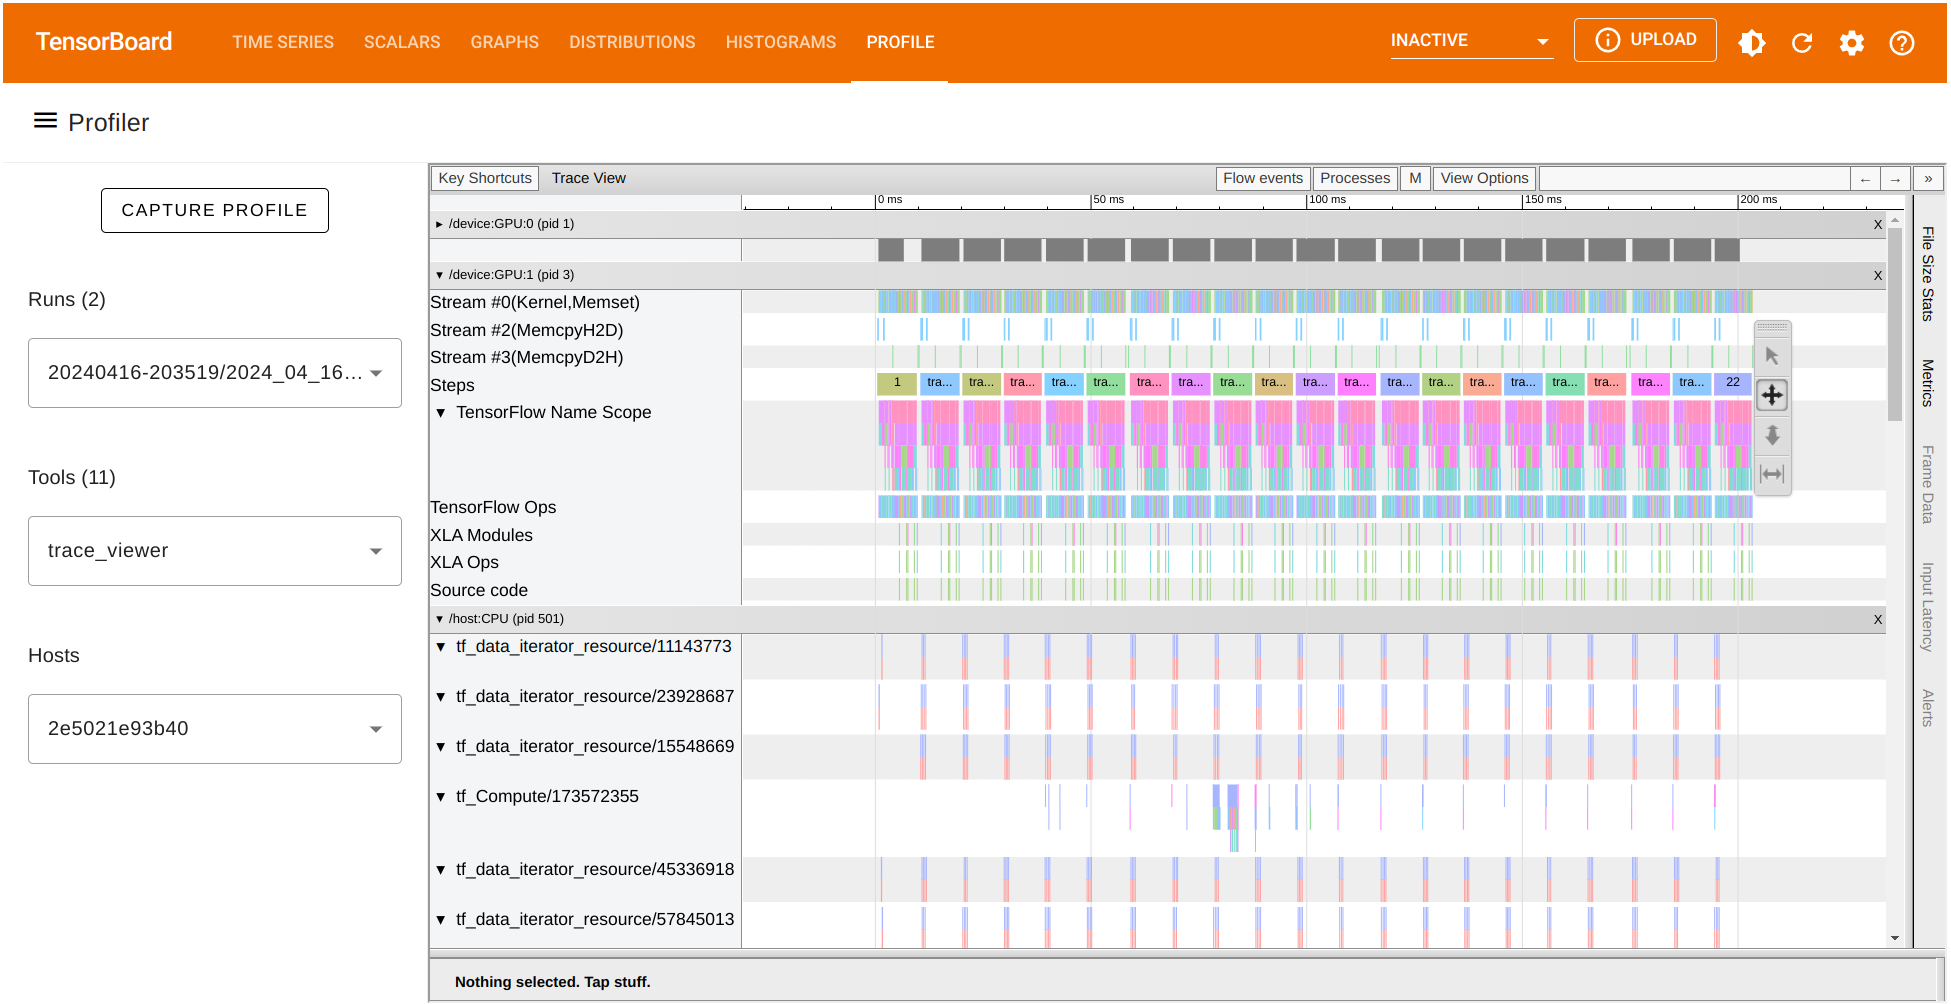 TensorBoard TIME SERIES SCALARS GRAPHS DISTRIBUTIONS HISTOGRAMS PROFILE INACTIVE UPLOAD
Profiler
CAPTURE PROFILE
Runs (2)
20240416-203519/2024_04_16...
Tools (11)
trace_viewer
Hosts
2e5021e93b40
Key Shortcuts Trace View Flow events Processes M View Options ← → »
0 ms 50 ms 100 ms 150 ms 200 ms
/device:GPU:0 (pid 1) X
/device:GPU:1 (pid 3) X
Stream #0(Kernel,Memset)
Stream #2(MemcpyH2D)
Stream #3(MemcpyD2H)
Steps 1 tra... tra... tra... tra... tra... tra... tra... tra... tra... tra... tra... tra... tra... tra... tra... tra... tra... tra... tra... 22
TensorFlow Name Scope
TensorFlow Ops
XLA Modules
XLA Ops
Source code
/host:CPU (pid 501) X
tf_data_iterator_resource/11143773
tf_data_iterator_resource/23928687
tf_data_iterator_resource/15548669
tf_Compute/173572355
tf_data_iterator_resource/45336918
tf_data_iterator_resource/57845013
Nothing selected. Tap stuff.
File Size Stats
Metrics
Frame Data
Input Latency
Alerts